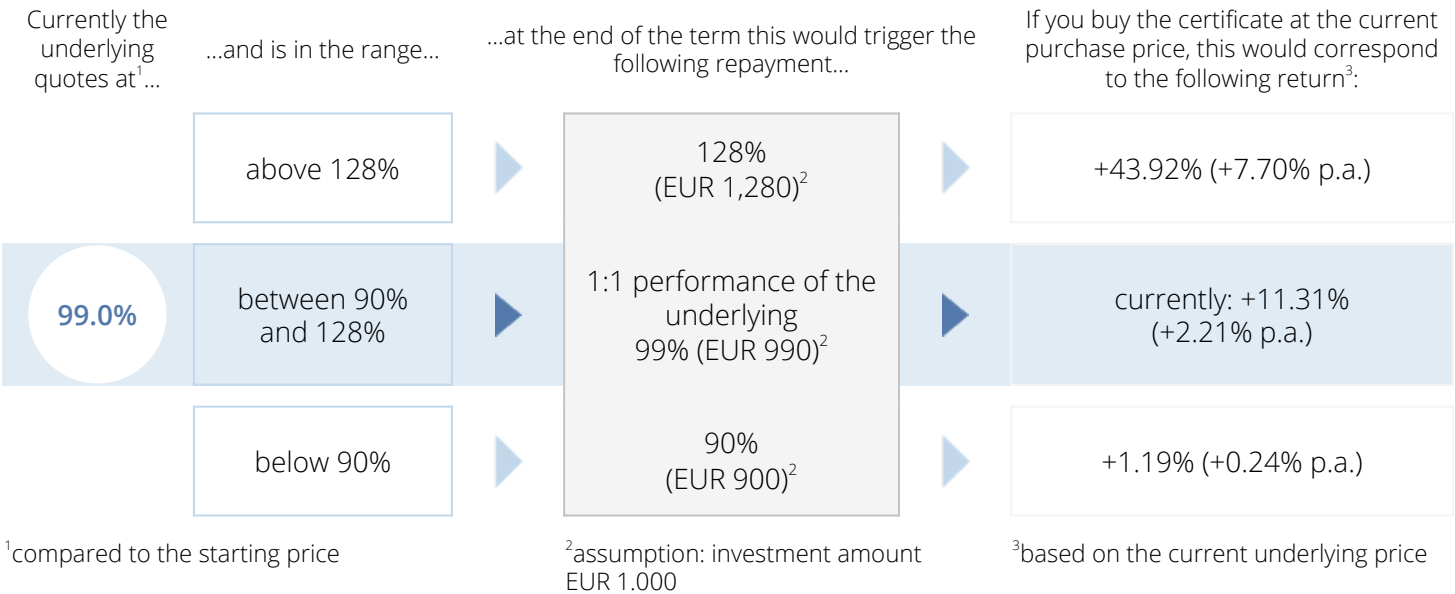 Currently the
underlying
quotes at¹...
...and is in the range...
...at the end of the term this would trigger the
following repayment...
If you buy the certificate at the current
purchase price, this would correspond
to the following return³:
above 128%
128%
(EUR 1,280)²
+43.92% (+7.70% p.a.)
99.0%
between 90%
and 128%
1:1 performance of the
underlying
99% (EUR 990)²
currently: +11.31%
(+2.21% p.a.)
below 90%
90%
(EUR 900)²
+1.19% (+0.24% p.a.)
¹compared to the starting price
²assumption: investment amount
EUR 1.000
³based on the current underlying price